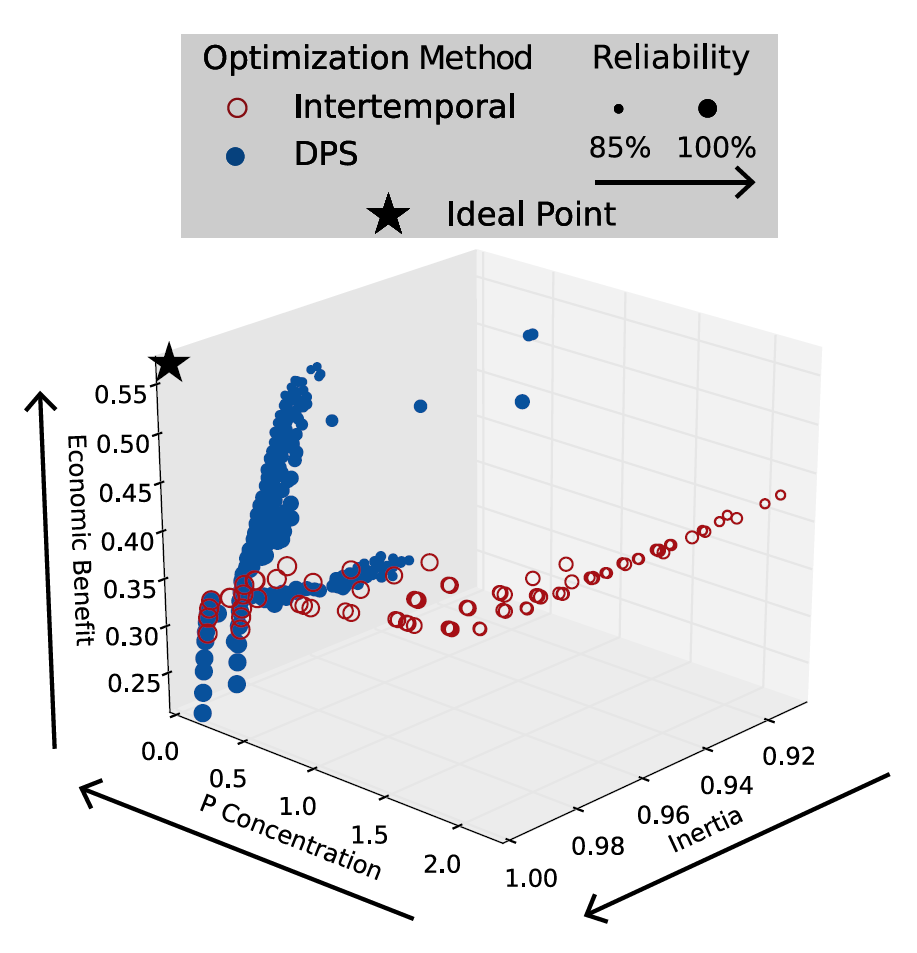 Optimization Method Reliability
Intertemporal
DPS 85% 100%
Ideal Point
0.55
0.50
0.45
0.40
0.35
0.30
0.25
Economic Benefit
0.0
0.5
1.0
1.5
2.0
P Concentration
0.92
0.94
0.96
0.98
1.00
Inertia